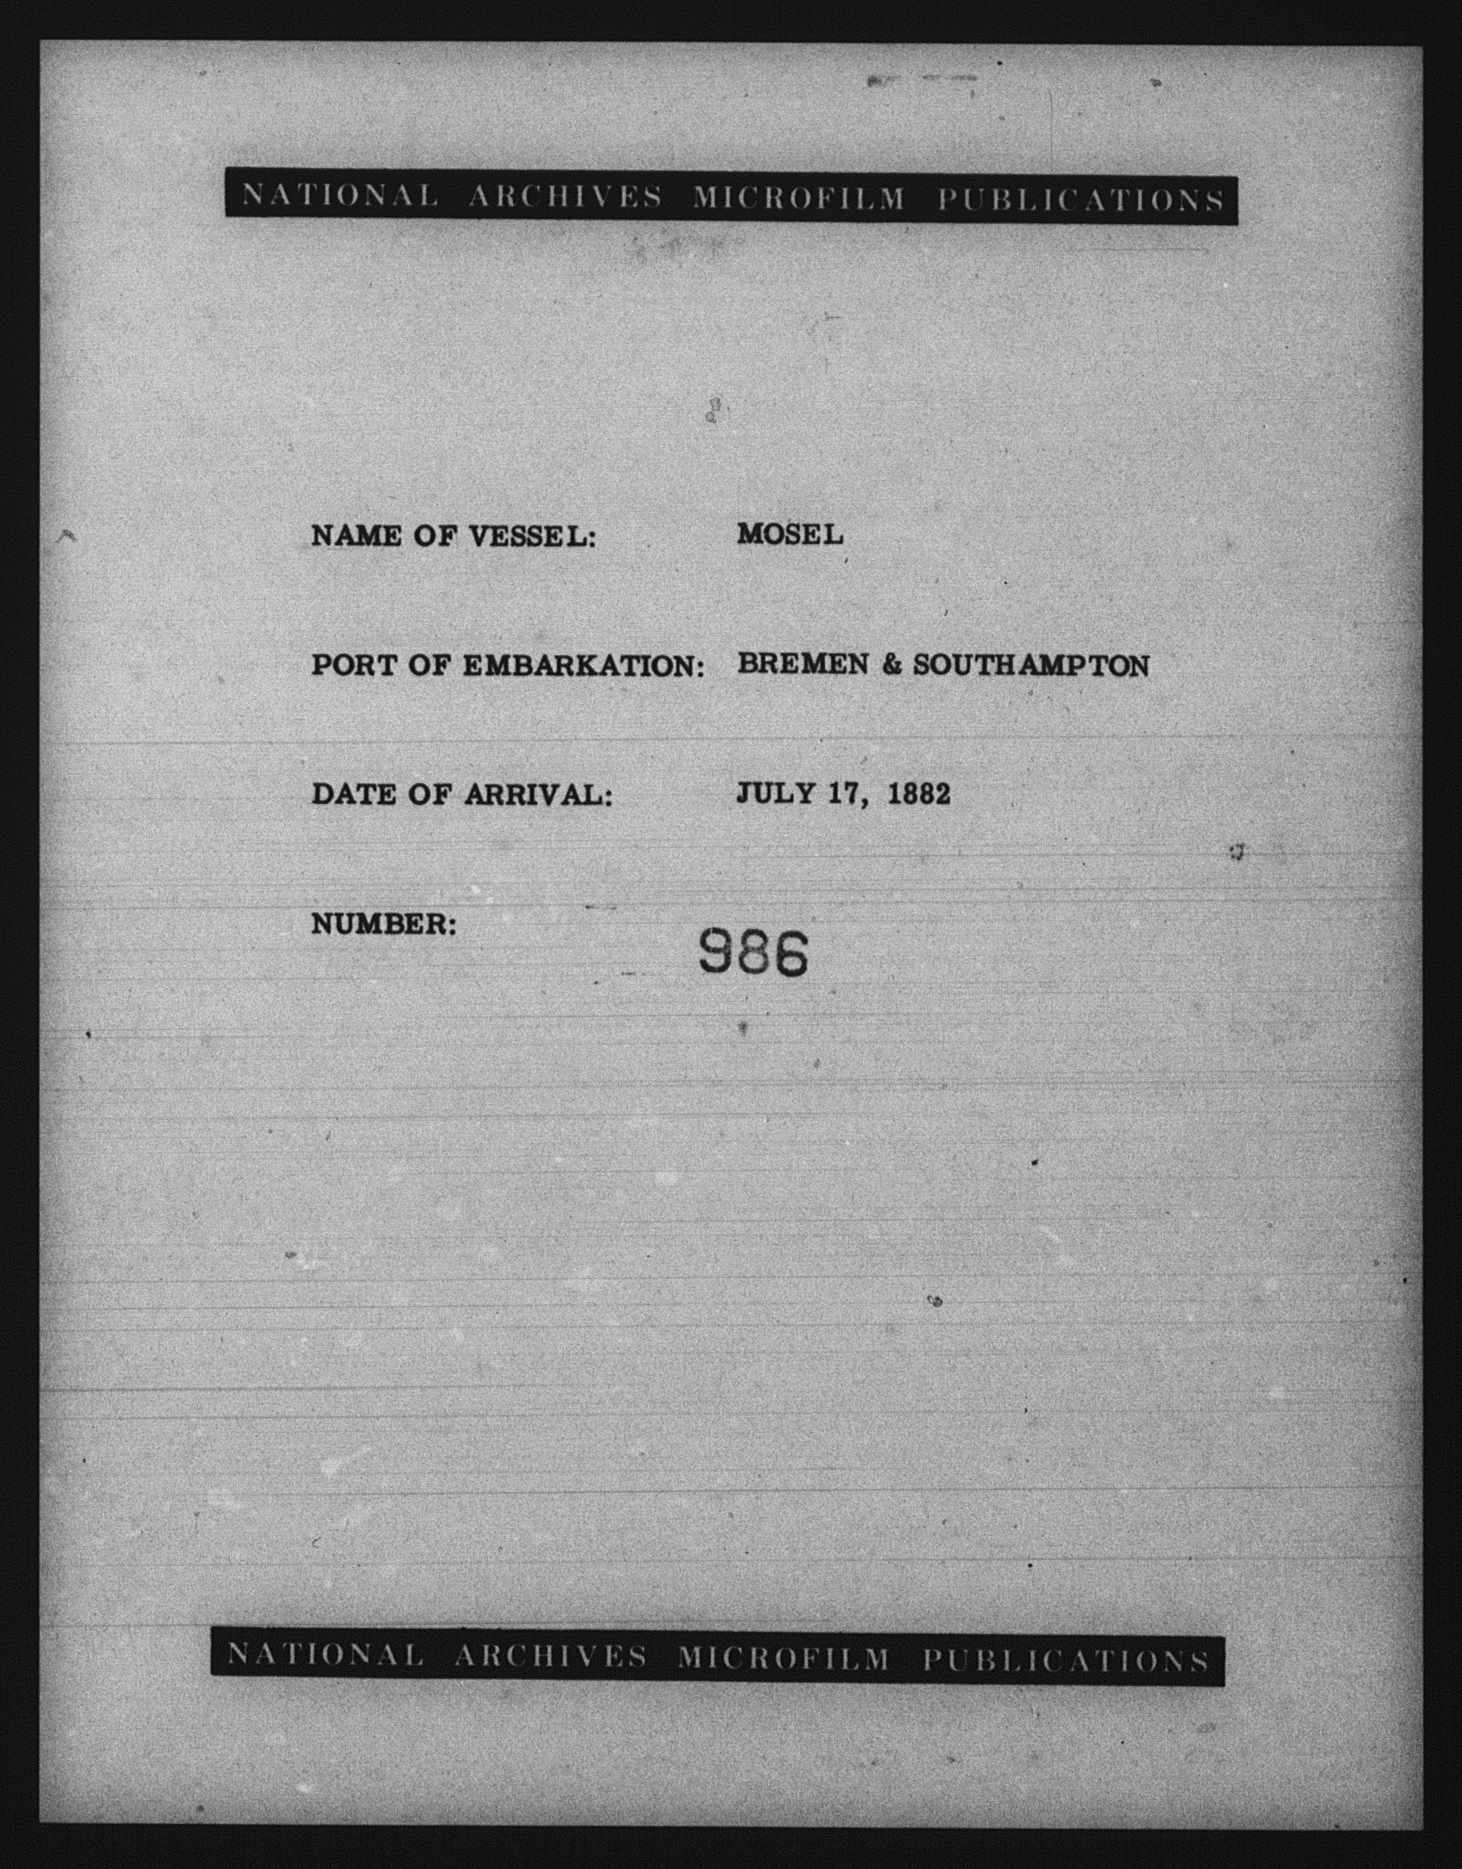 NATIONAL ARCHIVES MICROFILM PUBLICATIONS
NAME OF VESSEL: MOSEL
PORT OF EMBARKATION: BREMEN & SOUTHAMPTON
DATE OF ARRIVAL: JULY 17, 1882
NUMBER: 986
NATIONAL ARCHIVES MICROFILM PUBLICATIONS